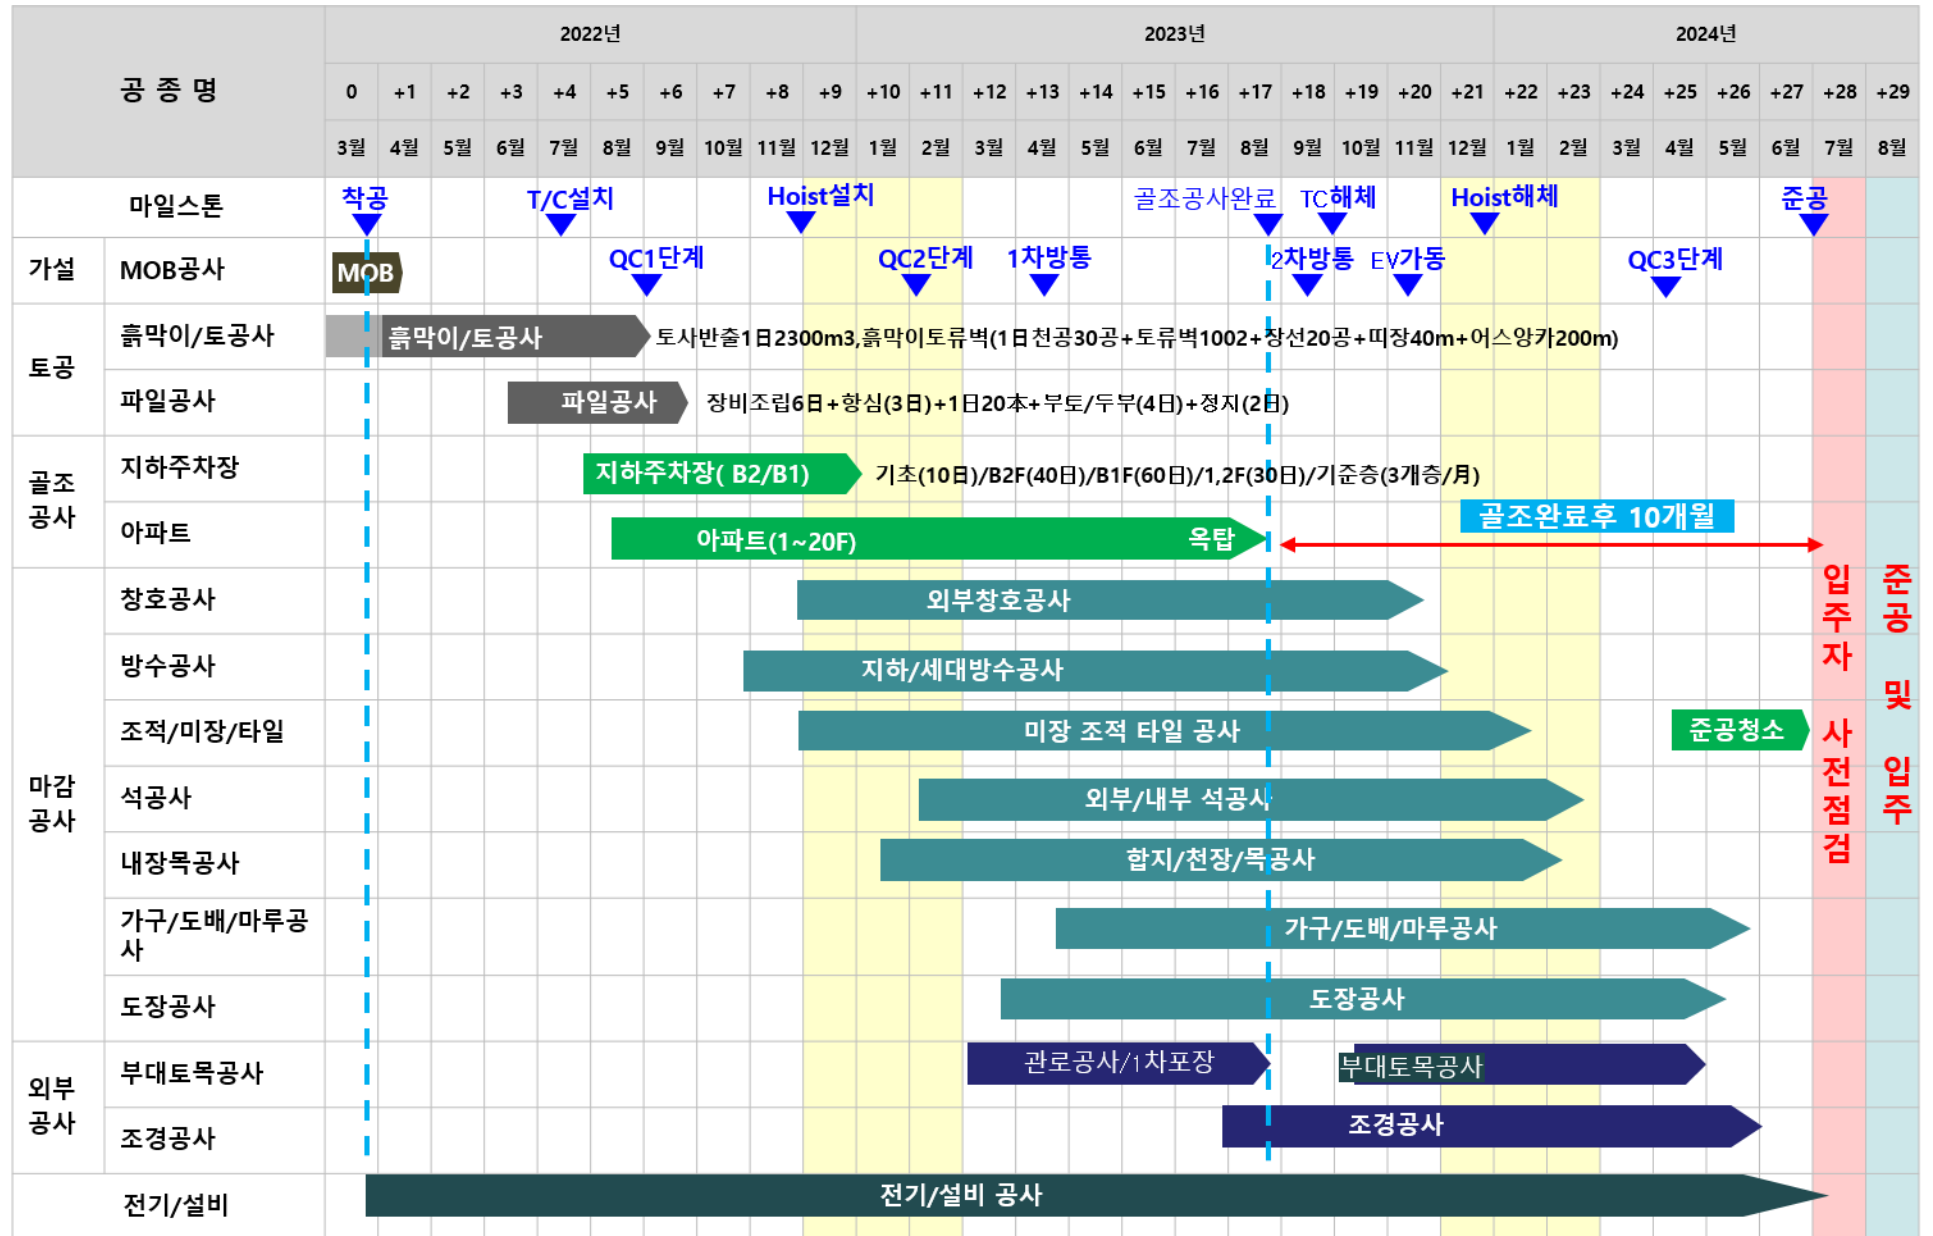 공 종 명
2022년 2023년 2024년
0 +1 +2 +3 +4 +5 +6 +7 +8 +9 +10 +11 +12 +13 +14 +15 +16 +17 +18 +19 +20 +21 +22 +23 +24 +25 +26 +27 +28 +29
3월 4월 5월 6월 7월 8월 9월 10월 11월 12월 1월 2월 3월 4월 5월 6월 7월 8월 9월 10월 11월 12월 1월 2월 3월 4월 5월 6월 7월 8월
마일스톤
착공 T/C설치 Hoist설치 골조공사완료 TC해체 Hoist해체 준공
가설 MOB공사
MOB QC1단계 QC2단계 1차방통 2차방통 EV가동 QC3단계
토공
흙막이/토공사 흙막이/토공사 토사반출1日2300m3,흙막이토류벽(1日천공30공+토류벽1002+장선20공+띠장40m+어스앙카200m)
파일공사 파일공사 장비조립6日+항심(3日)+1日20本+부토/두부(4日)+정지(2日)
골조
공사
지하주차장 지하주차장( B2/B1) 기초(10日)/B2F(40日)/B1F(60日)/1,2F(30日)/기준층(3개층/月)
아파트 아파트(1~20F) 옥탑 골조완료후 10개월
마감
공사
창호공사 외부창호공사
방수공사 지하/세대방수공사
조적/미장/타일 미장 조적 타일 공사 준공청소
석공사 외부/내부 석공사
내장목공사 합지/천장/목공사
가구/도배/마루공
사
가구/도배/마루공사
도장공사 도장공사
외부
공사
부대토목공사 관로공사/1차포장 부대토목공사
조경공사 조경공사
전기/설비 전기/설비 공사
입주자 사전점검
준공 및 입주